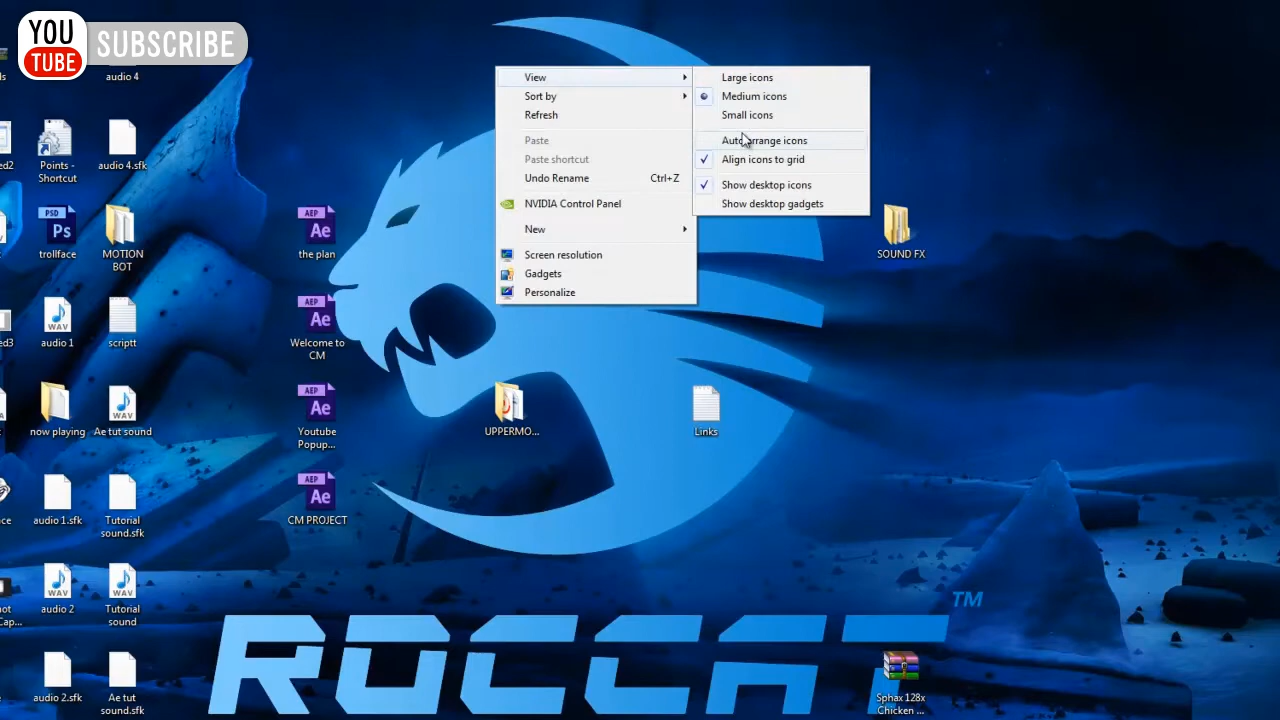 YOU
TUBE
SUBSCRIBE
audio 4
View
Sort by
Refresh
Paste
Paste shortcut
Undo Rename Ctrl+Z
NVIDIA Control Panel
New
Screen resolution
Gadgets
Personalize
Large icons
Medium icons
Small icons
Auto arrange icons
Align icons to grid
Show desktop icons
Show desktop gadgets
Points -
Shortcut
audio 4.sfk
PSD
Ps
trollface
MOTION
BOT
AEP
Ae
the plan
SOUND FX
WAV
audio 1
scriptt
AEP
Ae
Welcome to
CM
now playing
WAV
Ae tut sound
AEP
Ae
Youtube
Popup...
UPPERMO...
Links
audio 1.sfk
Tutorial
sound.sfk
AEP
Ae
CM PROJECT
WAV
audio 2
WAV
Tutorial
sound
Cap...
audio 2.sfk
Ae tut
sound.sfk
ROCCAT
TM
Sphax 128x
Chicken ...